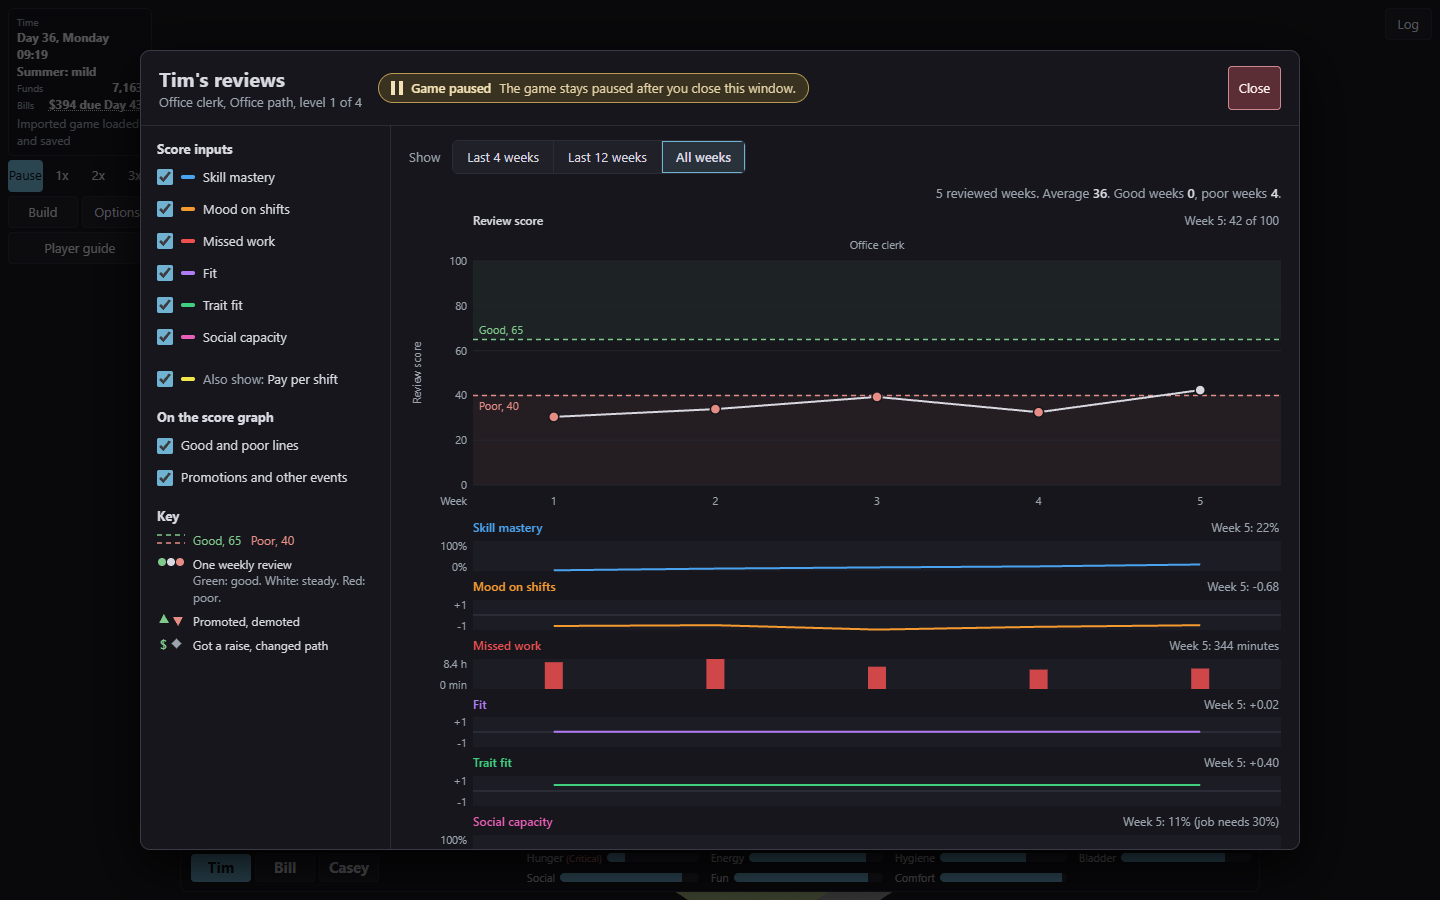 Time
Day 36, Monday
09:19
Summer: mild
Funds 7,163
Bills $394 due Day 43
Imported game loaded
and saved
Pause 1x 2x 3x
Build Options
Player guide
Log
Tim's reviews
Office clerk, Office path, level 1 of 4
Game paused The game stays paused after you close this window.
Close
Score inputs
Skill mastery
Mood on shifts
Missed work
Fit
Trait fit
Social capacity
Also show: Pay per shift
On the score graph
Good and poor lines
Promotions and other events
Key
Good, 65 Poor, 40
One weekly review
Green: good. White: steady. Red:
poor.
Promoted, demoted
$ Got a raise, changed path
Show Last 4 weeks Last 12 weeks All weeks
5 reviewed weeks. Average 36. Good weeks 0, poor weeks 4.
Review score Week 5: 42 of 100
Office clerk
Review score
100
80
Good, 65
60
40
Poor, 40
20
0
Week 1 2 3 4 5
Skill mastery Week 5: 22%
100%
0%
Mood on shifts Week 5: -0.68
+1
-1
Missed work Week 5: 344 minutes
8.4 h
0 min
Fit Week 5: +0.02
+1
-1
Trait fit Week 5: +0.40
+1
-1
Social capacity Week 5: 11% (job needs 30%)
100%
Tim Bill Casey
Hunger (Critical) Energy Hygiene Bladder
Social Fun Comfort